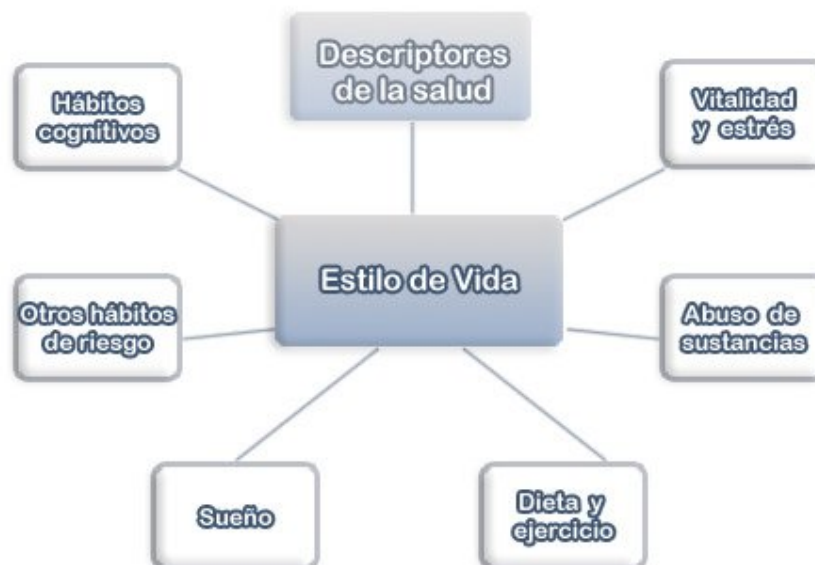 Descriptores
de la salud
Hábitos
cognitivos
Vitalidad
y estrés
Estilo de Vida
Otros hábitos
de riesgo
Abuso de
sustancias
Sueño
Dieta y
ejercicio